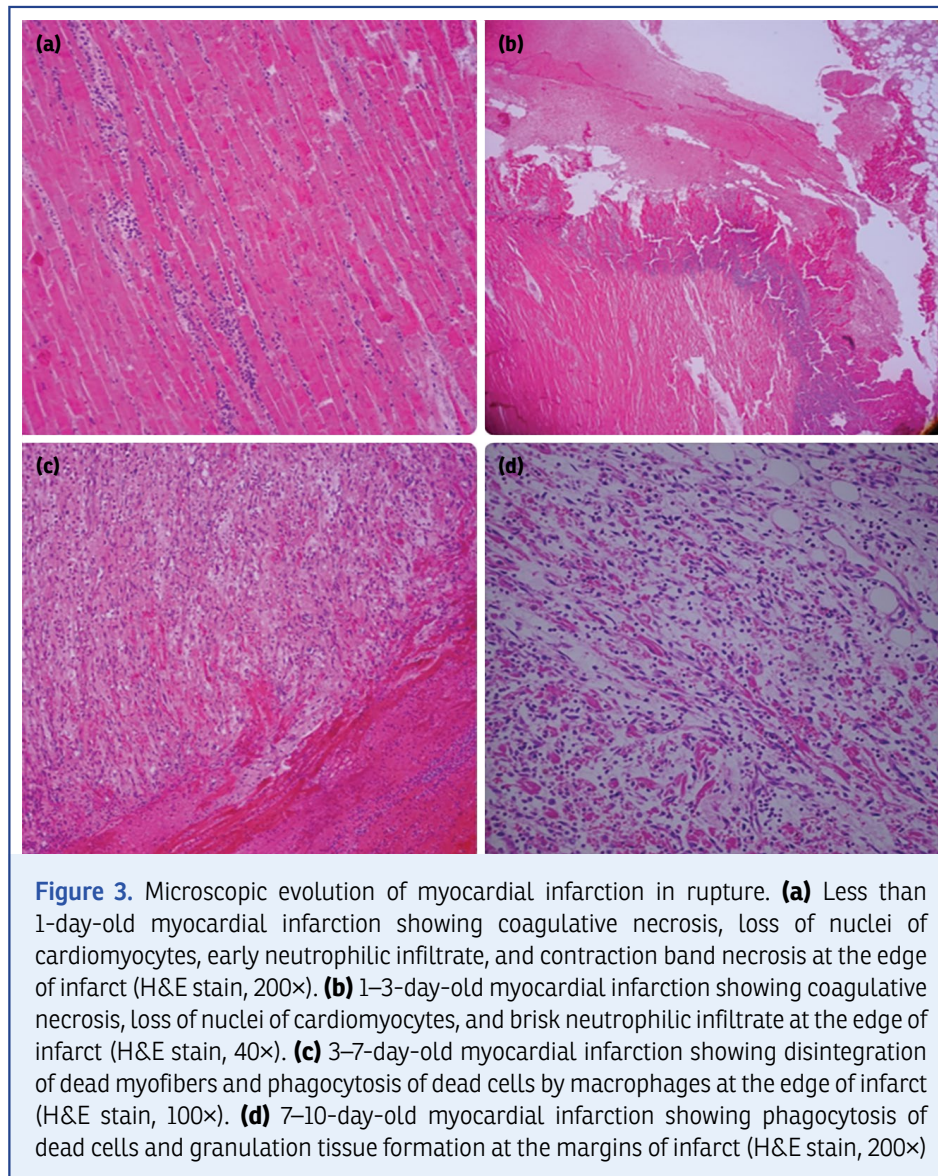 (a)
(b)
(c)
(d)
Figure 3. Microscopic evolution of myocardial infarction in rupture. (a) Less than
1-day-old myocardial infarction showing coagulative necrosis, loss of nuclei of
cardiomyocytes, early neutrophilic infiltrate, and contraction band necrosis at the edge
of infarct (H&E stain, 200×). (b) 1–3-day-old myocardial infarction showing coagulative
necrosis, loss of nuclei of cardiomyocytes, and brisk neutrophilic infiltrate at the edge of
infarct (H&E stain, 40×). (c) 3–7-day-old myocardial infarction showing disintegration
of dead myofibers and phagocytosis of dead cells by macrophages at the edge of infarct
(H&E stain, 100×). (d) 7–10-day-old myocardial infarction showing phagocytosis of
dead cells and granulation tissue formation at the margins of infarct (H&E stain, 200×)